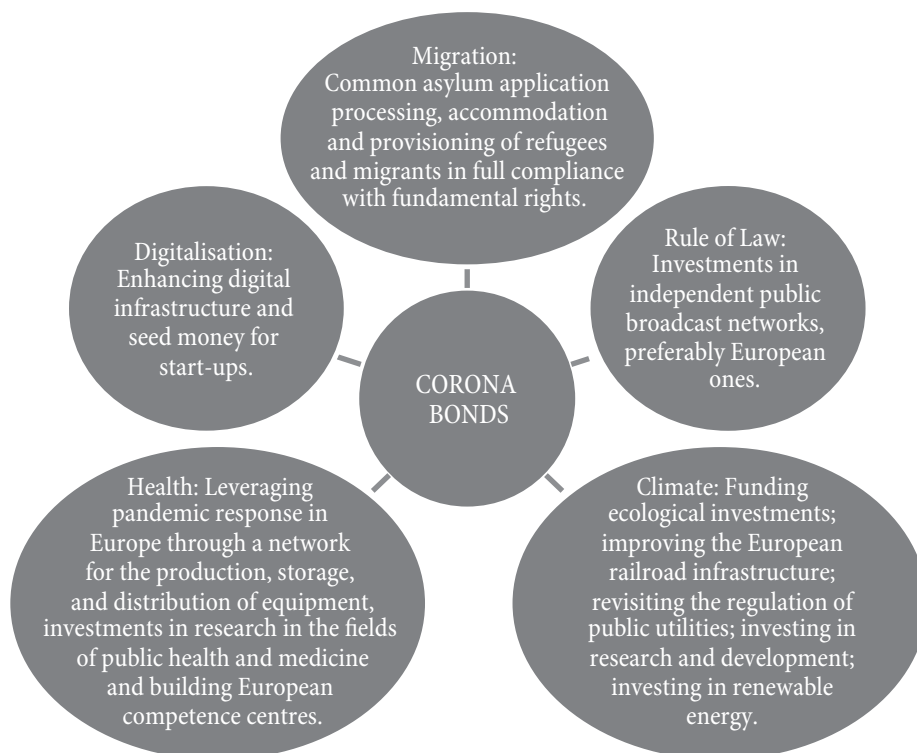 Migration:
Common asylum application
processing, accommodation
and provisioning of refugees
and migrants in full compliance
with fundamental rights.
Digitalisation:
Enhancing digital
infrastructure and
seed money for
start-ups.
Rule of Law:
Investments in
independent public
broadcast networks,
preferably European
ones.
CORONA
BONDS
Health: Leveraging
pandemic response in
Europe through a network
for the production, storage,
and distribution of equipment,
investments in research in the fields
of public health and medicine
and building European
competence centres.
Climate: Funding
ecological investments;
improving the European
railroad infrastructure;
revisiting the regulation of
public utilities; investing in
research and development;
investing in renewable
energy.